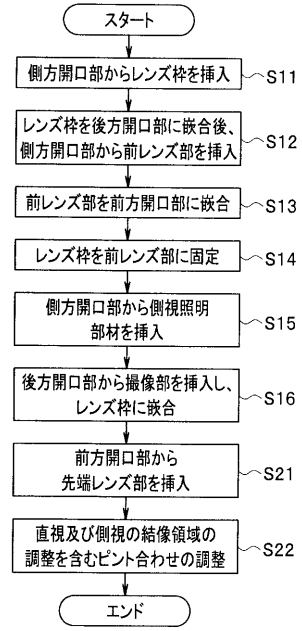 スタート
側方開口部からレンズ枠を挿入
S11
レンズ枠を後方開口部に嵌合後、
側方開口部から前レンズ部を挿入
S12
前レンズ部を前方開口部に嵌合
S13
レンズ枠を前レンズ部に固定
S14
側方開口部から側視照明
部材を挿入
S15
後方開口部から撮像部を挿入し、
レンズ枠に嵌合
S16
前方開口部から
先端レンズ部を挿入
S21
直視及び側視の結像領域の
調整を含むピント合わせの調整
S22
エンド